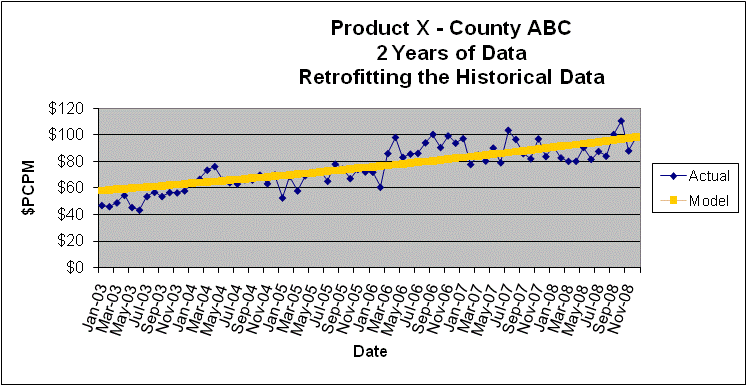 Product X - County ABC
2 Years of Data
Retrofitting the Historical Data
$120
$100
$80
$60
$40
$20
$0
$PCPM
Jan-03
Mar-03
May-03
Jul-03
Sep-03
Nov-03
Jan-04
Mar-04
May-04
Jul-04
Sep-04
Nov-04
Jan-05
Mar-05
May-05
Jul-05
Sep-05
Nov-05
Jan-06
Mar-06
May-06
Jul-06
Sep-06
Nov-06
Jan-07
Mar-07
May-07
Jul-07
Sep-07
Nov-07
Jan-08
Mar-08
May-08
Jul-08
Sep-08
Nov-08
Date
Actual
Model